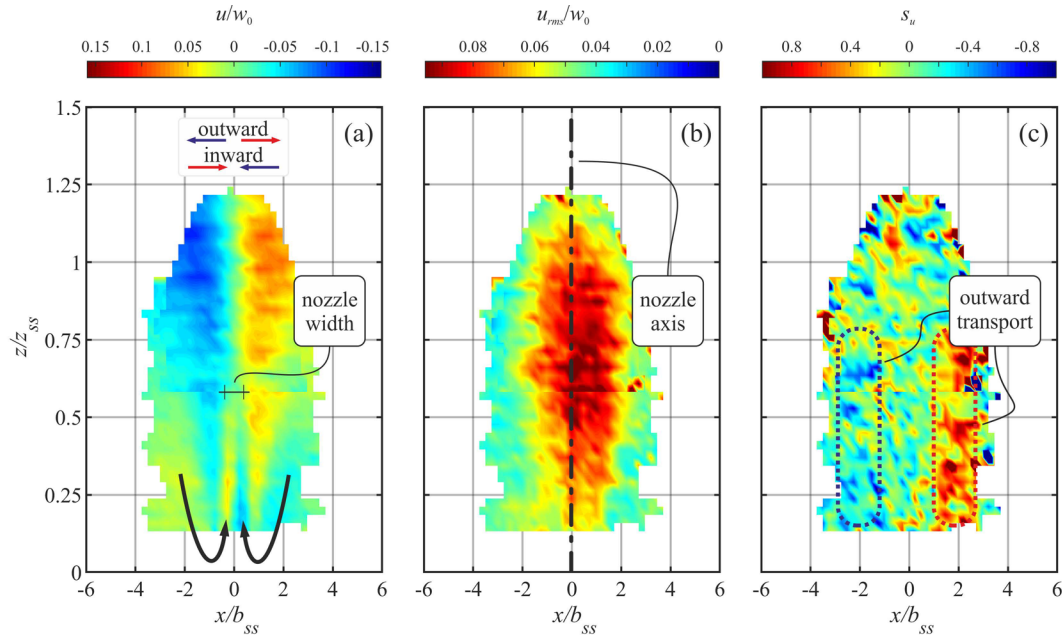 u/w₀
0.15 0.1 0.05 0 -0.05 -0.1 -0.15
uᵣₘₛ/w₀
0.08 0.06 0.04 0.02 0
sᵤ
0.8 0.4 0 -0.4 -0.8
z/z_ss
1.5
1.25
1
0.75
0.5
0.25
0
(a)
outward
inward
nozzle
width
-6 -4 -2 0 2 4 6
x/b_ss
(b)
nozzle
axis
-6 -4 -2 0 2 4 6
x/b_ss
(c)
outward
transport
-6 -4 -2 0 2 4 6
x/b_ss